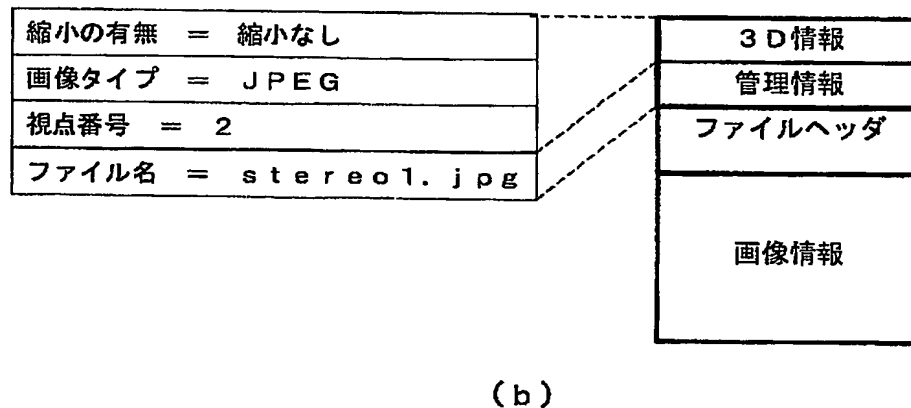 縮小の有無 ＝ 縮小なし
画像タイプ ＝ ＪＰＥＧ
視点番号 ＝ ２
ファイル名 ＝ ｓｔｅｒｅｏ１．ｊｐｇ
３Ｄ情報
管理情報
ファイルヘッダ
画像情報
（ｂ）